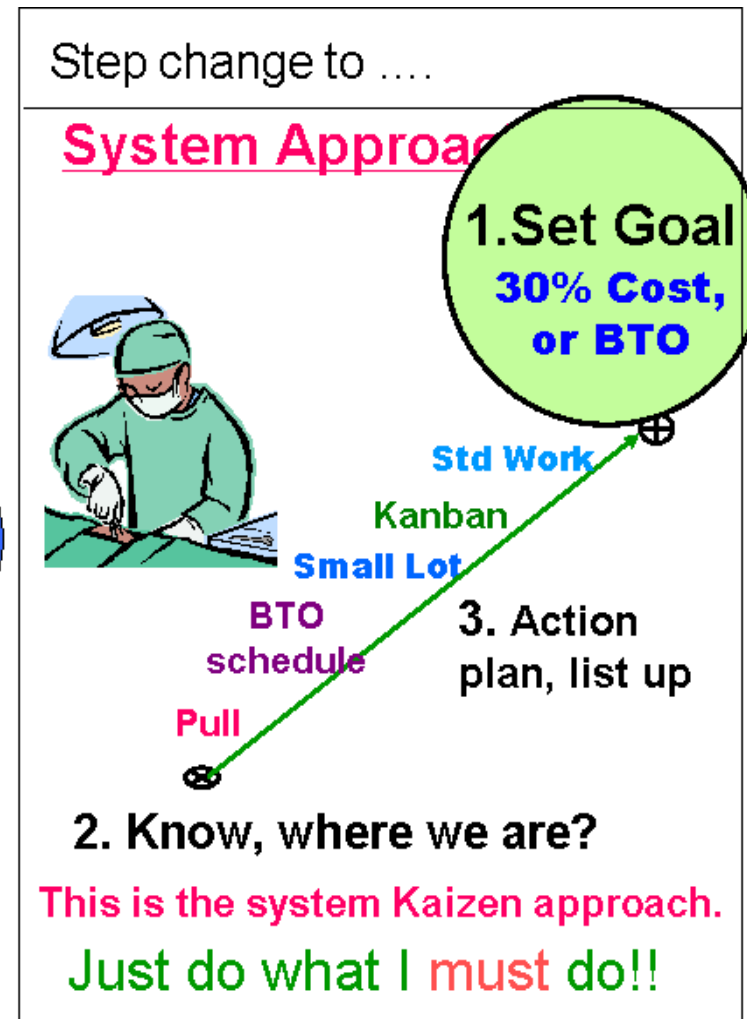 Step change to ....
System Approac
1.Set Goal
30% Cost,
or BTO
Std Work
Kanban
Small Lot
BTO
schedule
Pull
3. Action
plan, list up
2. Know, where we are?
This is the system Kaizen approach.
Just do what I must do!!